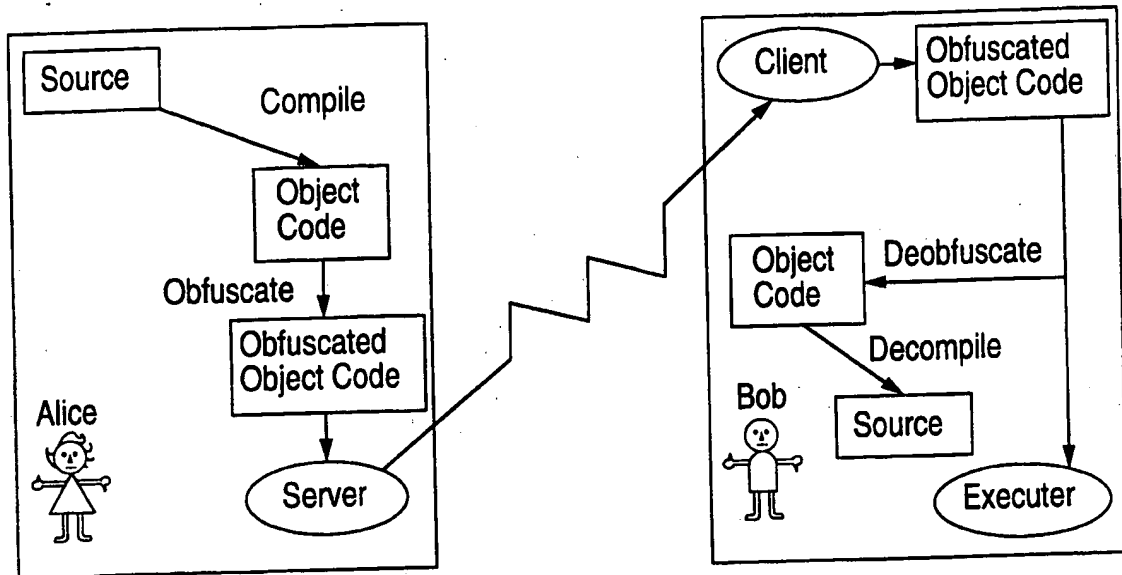 Source
Compile
Object
Code
Obfuscate
Obfuscated
Object Code
Alice
Server
Client
Obfuscated
Object Code
Deobfuscate
Object
Code
Decompile
Bob
Source
Executer